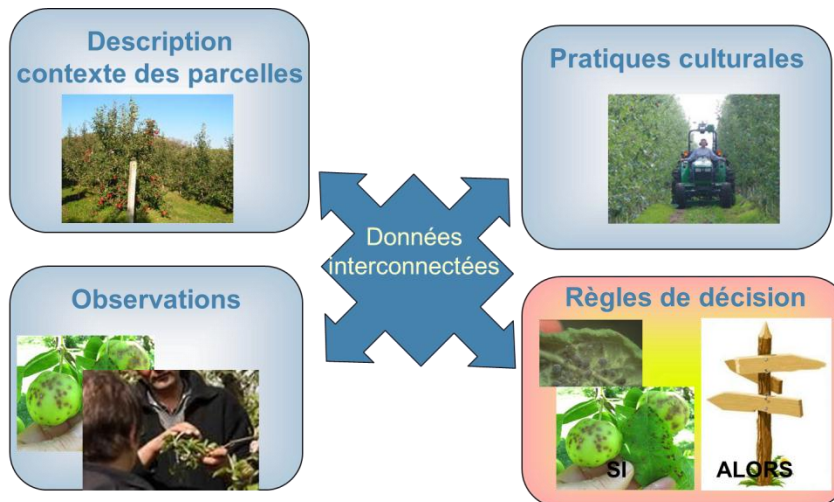 Description
contexte des parcelles
Pratiques culturales
Données
interconnectées
Observations
Règles de décision
SI
ALORS